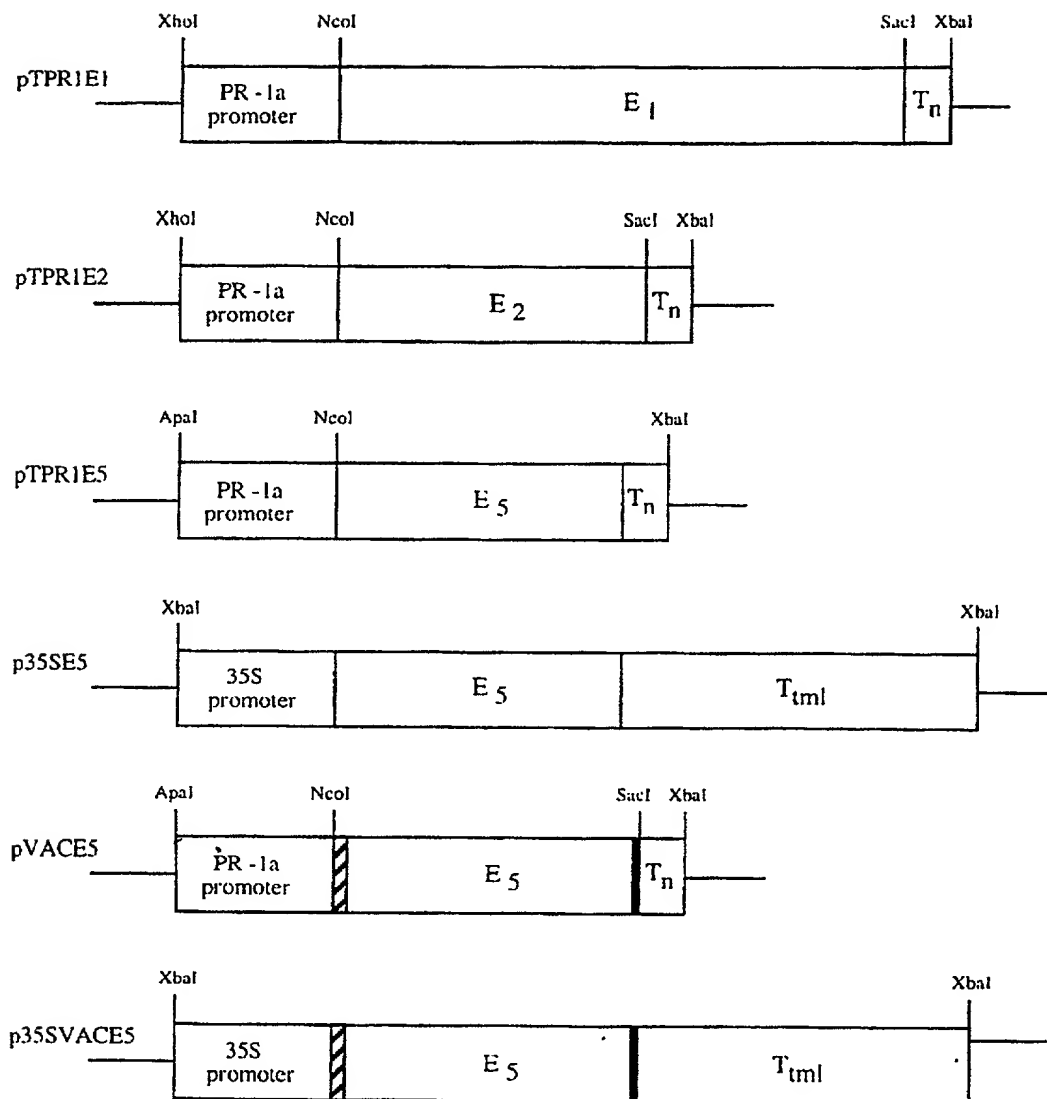 XhoI NcoI SacI XbaI
pTPR1E1
PR-1a promoter
E1
Tn
XhoI NcoI SacI XbaI
pTPR1E2
PR-1a promoter
E2
Tn
ApaI NcoI XbaI
pTPR1E5
PR-1a promoter
E5
Tn
XbaI XbaI
p35SE5
35S promoter
E5
Ttml
ApaI NcoI SacI XbaI
pVACE5
PR-1a promoter
E5
Tn
XbaI XbaI
p35SVACE5
35S promoter
E5
Ttml